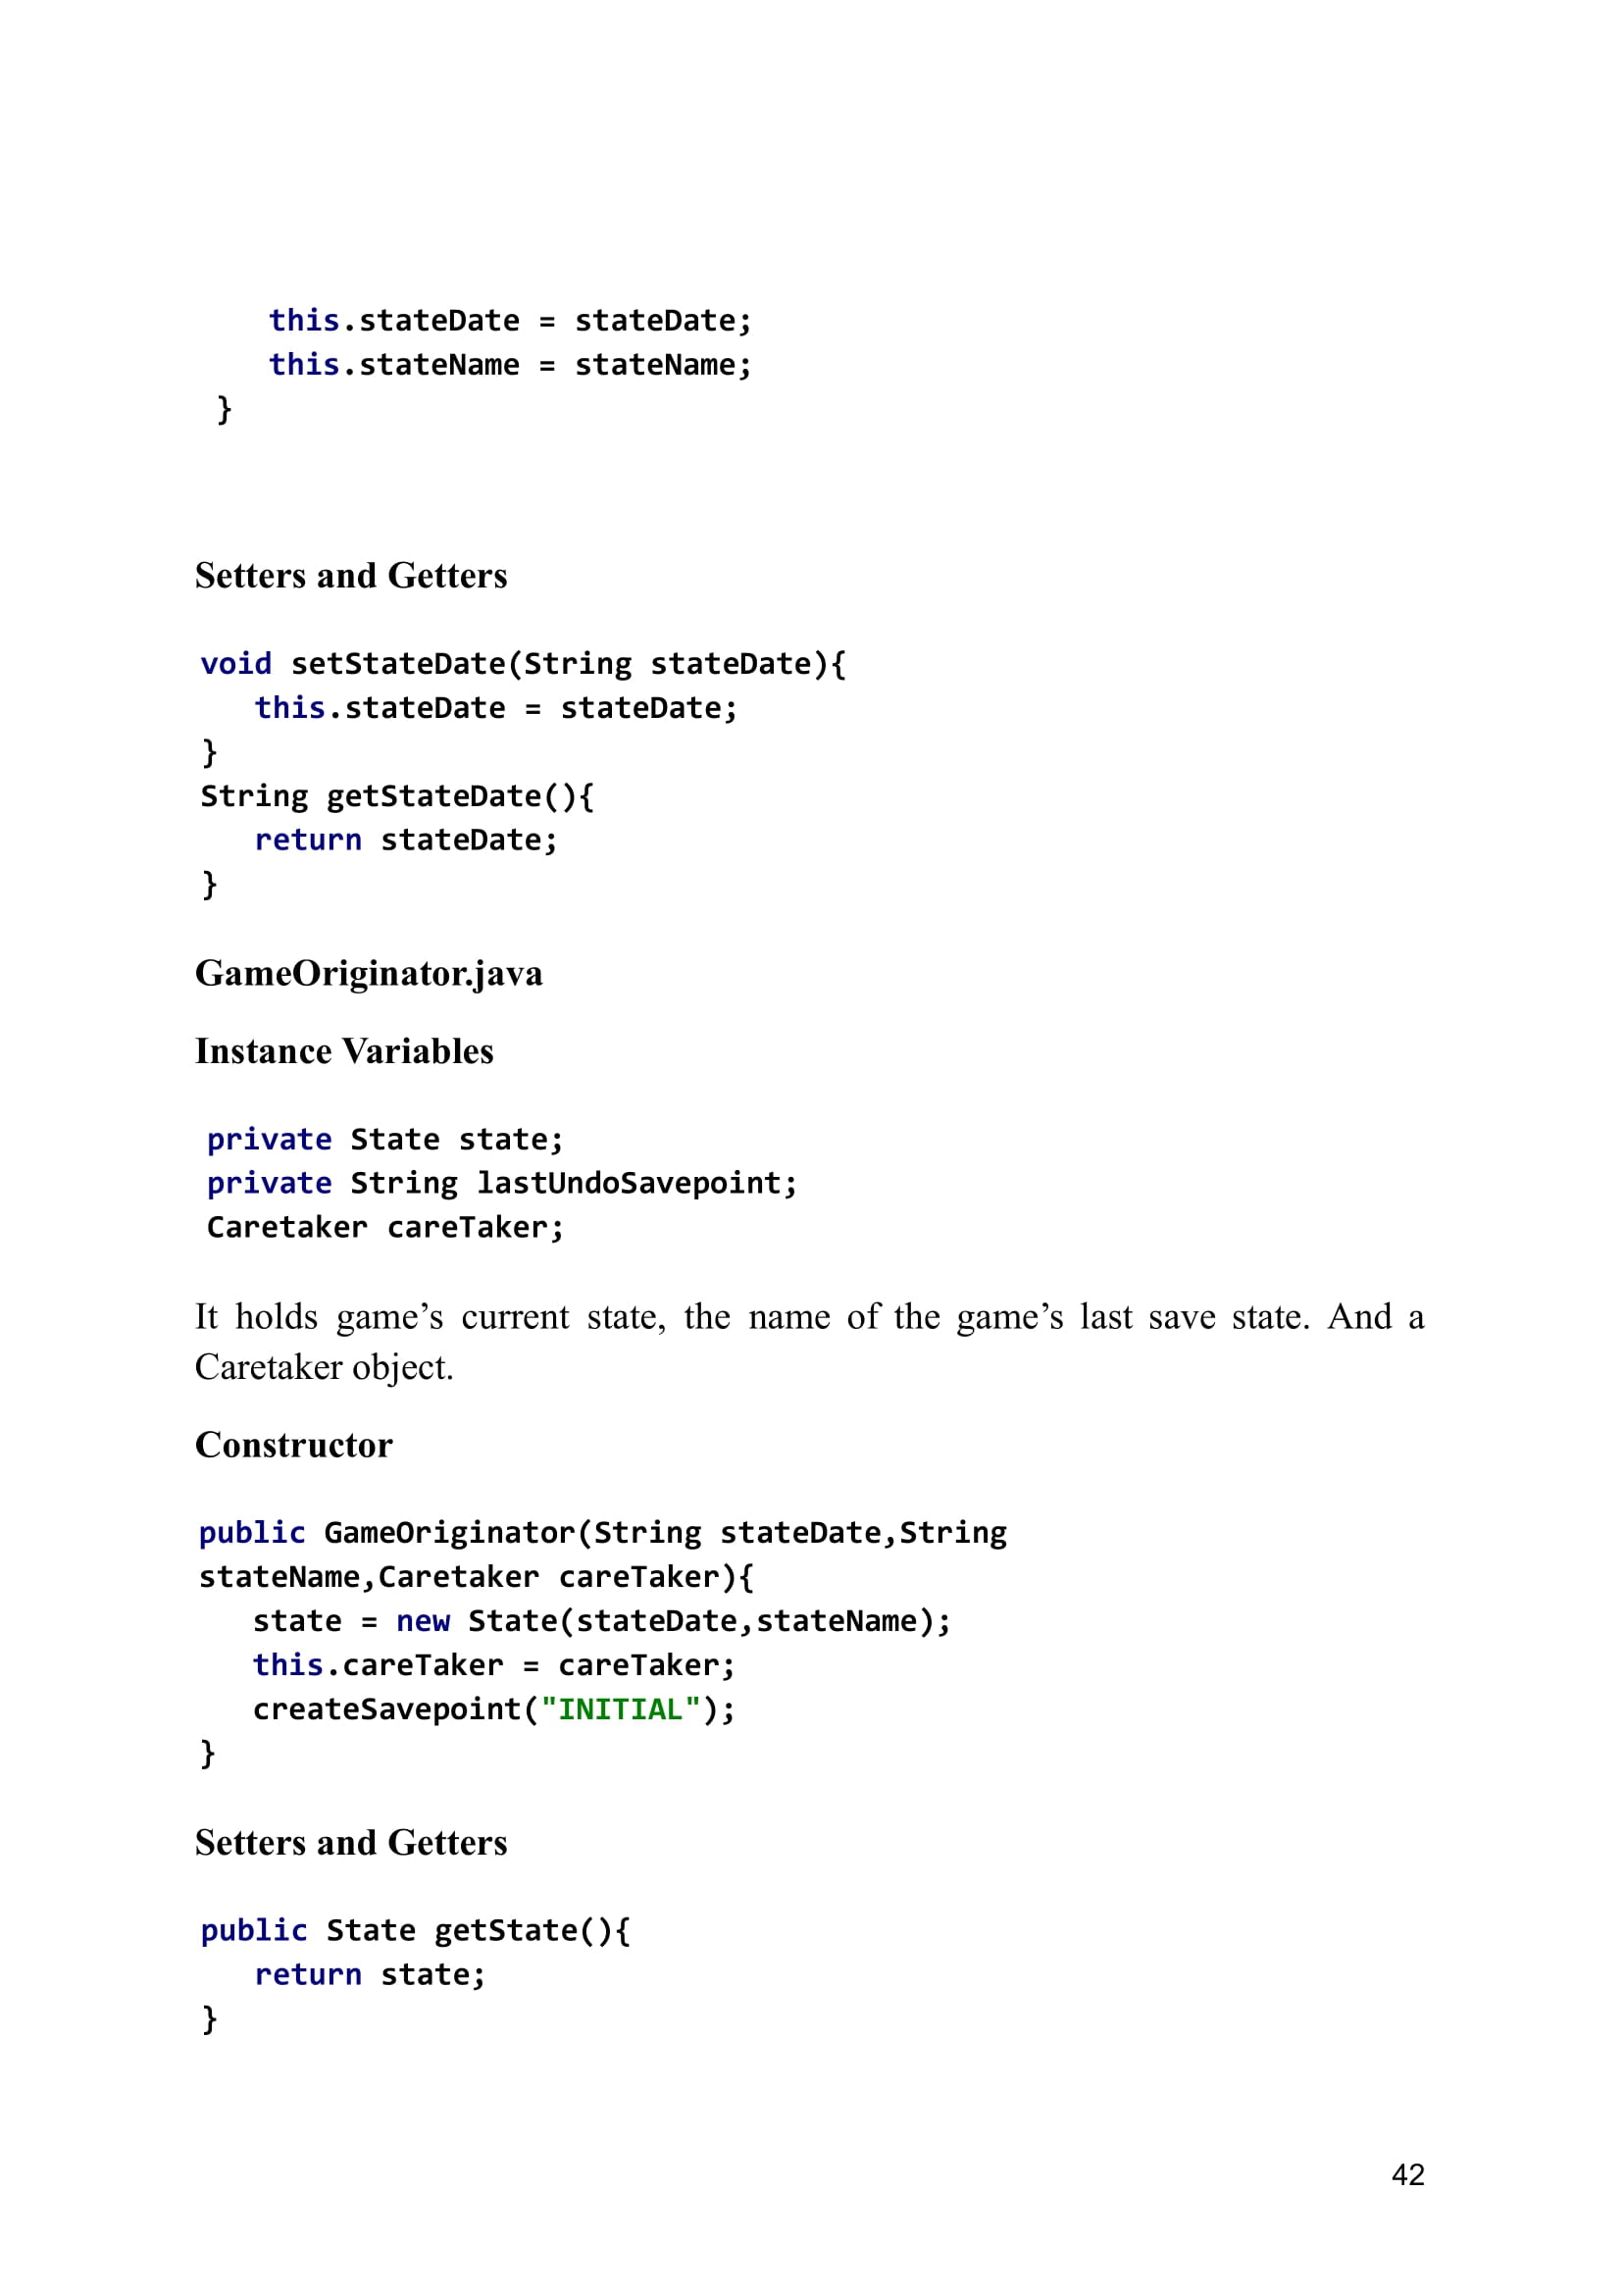 this.stateDate = stateDate;
this.stateName = stateName;
}
Setters and Getters
void setStateDate(String stateDate){
this.stateDate = stateDate;
}
String getStateDate(){
return stateDate;
}
GameOriginator.java
Instance Variables
private State state;
private String lastUndoSavepoint;
Caretaker careTaker;
It holds game’s current state, the name of the game’s last save state. And a
Caretaker object.
Constructor
public GameOriginator(String stateDate,String
stateName,Caretaker careTaker){
state = new State(stateDate,stateName);
this.careTaker = careTaker;
createSavepoint("INITIAL");
}
Setters and Getters
public State getState(){
return state;
}
42